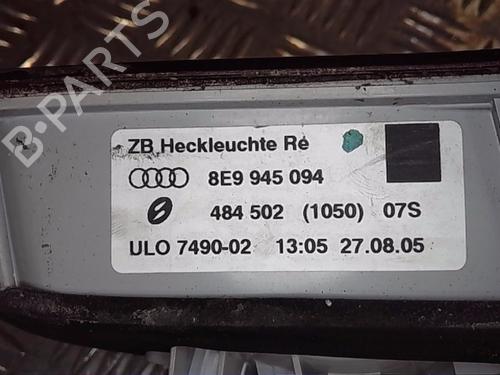 B-PARTS
ZB Heckleuchte Re
8E9 945 094
484 502 (1050) 07S
ULO 7490-02 13:05 27.08.05